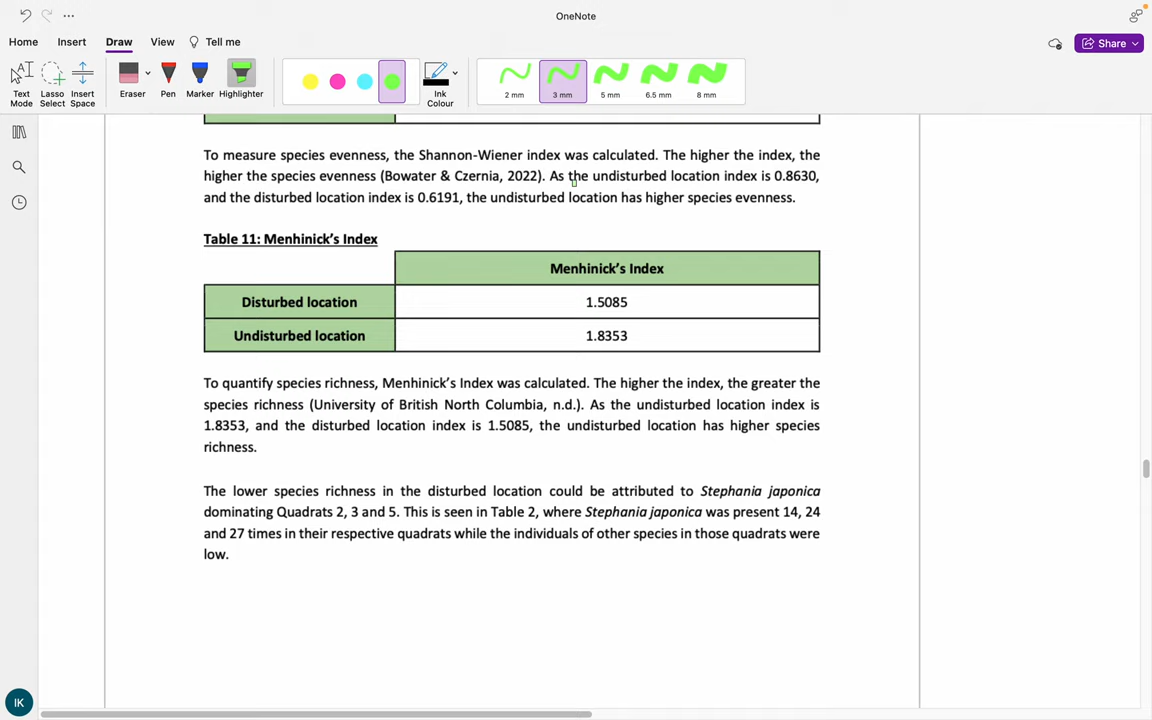 OneNote
Home Insert Draw View Tell me
Share
Text Mode
Lasso Select
Insert Space
Eraser
Pen
Marker
Highlighter
Ink Colour
2 mm
3 mm
5 mm
6.5 mm
8 mm
To measure species evenness, the Shannon-Wiener index was calculated. The higher the index, the
higher the species evenness (Bowater & Czernia, 2022). As the undisturbed location index is 0.8630,
and the disturbed location index is 0.6191, the undisturbed location has higher species evenness.
Table 11: Menhinick's Index
Menhinick's Index
Disturbed location 1.5085
Undisturbed location 1.8353
To quantify species richness, Menhinick's Index was calculated. The higher the index, the greater the
species richness (University of British North Columbia, n.d.). As the undisturbed location index is
1.8353, and the disturbed location index is 1.5085, the undisturbed location has higher species
richness.
The lower species richness in the disturbed location could be attributed to Stephania japonica
dominating Quadrats 2, 3 and 5. This is seen in Table 2, where Stephania japonica was present 14, 24
and 27 times in their respective quadrats while the individuals of other species in those quadrats were
low.
IK